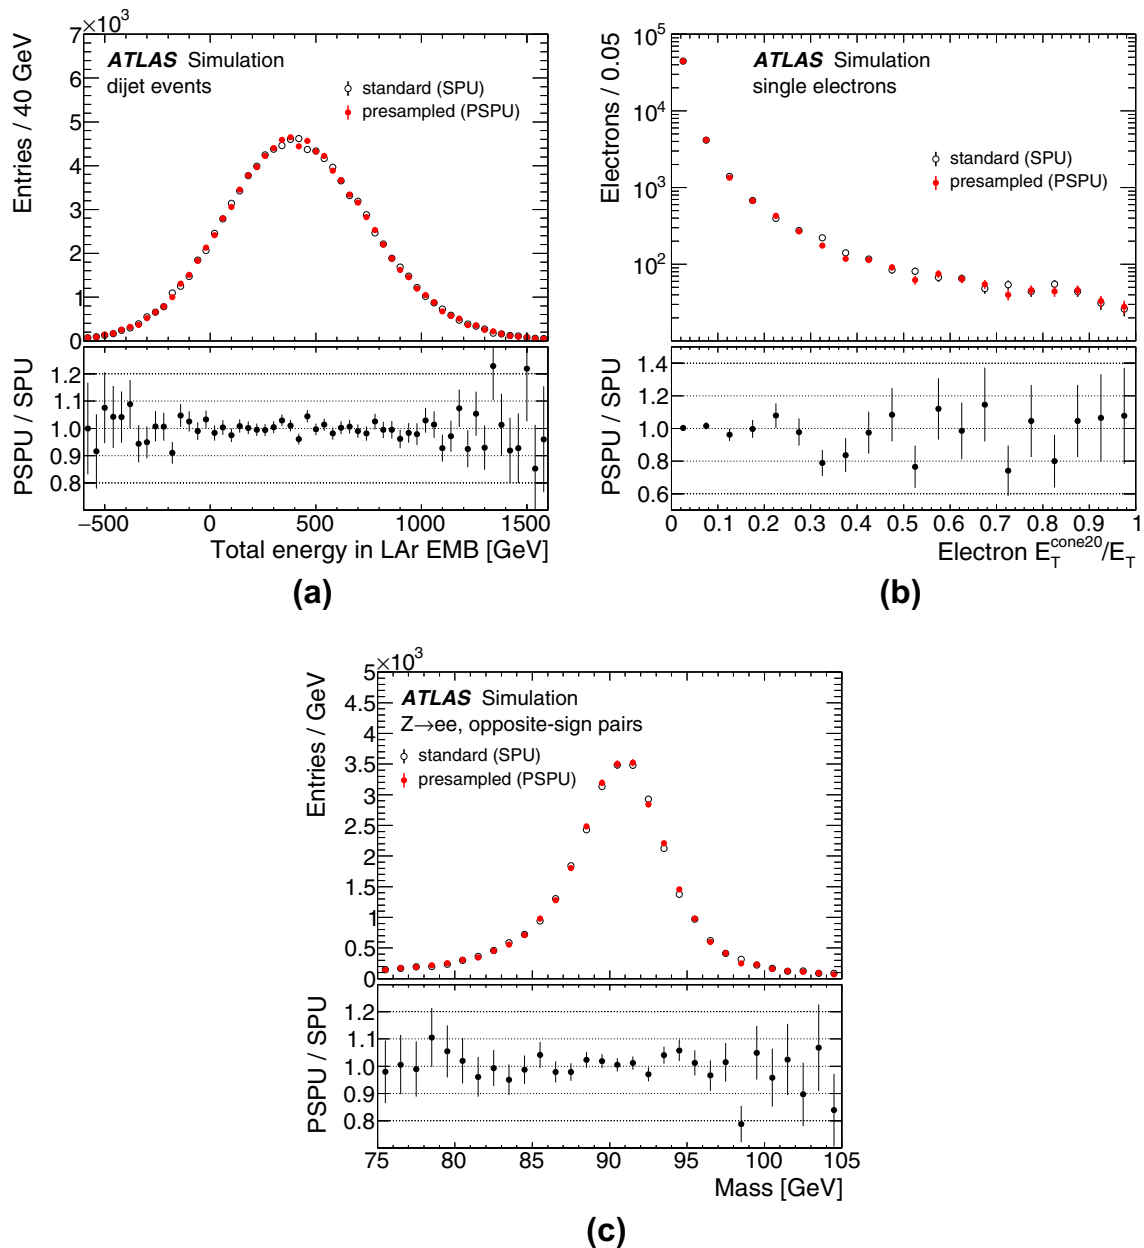 ×10³
7
6
5
4
3
2
1
0
Entries / 40 GeV
ATLAS Simulation
dijet events
standard (SPU)
presampled (PSPU)
1.2
1.1
1.0
0.9
0.8
PSPU / SPU
−500 0 500 1000 1500
Total energy in LAr EMB [GeV]
(a)
10⁵
10⁴
10³
10²
Electrons / 0.05
ATLAS Simulation
single electrons
standard (SPU)
presampled (PSPU)
1.4
1.2
1.0
0.8
0.6
PSPU / SPU
0 0.1 0.2 0.3 0.4 0.5 0.6 0.7 0.8 0.9 1
Electron E_T^cone20/E_T
(b)
×10³
5
4.5
4
3.5
3
2.5
2
1.5
1
0.5
0
Entries / GeV
ATLAS Simulation
Z→ee, opposite-sign pairs
standard (SPU)
presampled (PSPU)
1.2
1.1
1.0
0.9
0.8
PSPU / SPU
75 80 85 90 95 100 105
Mass [GeV]
(c)